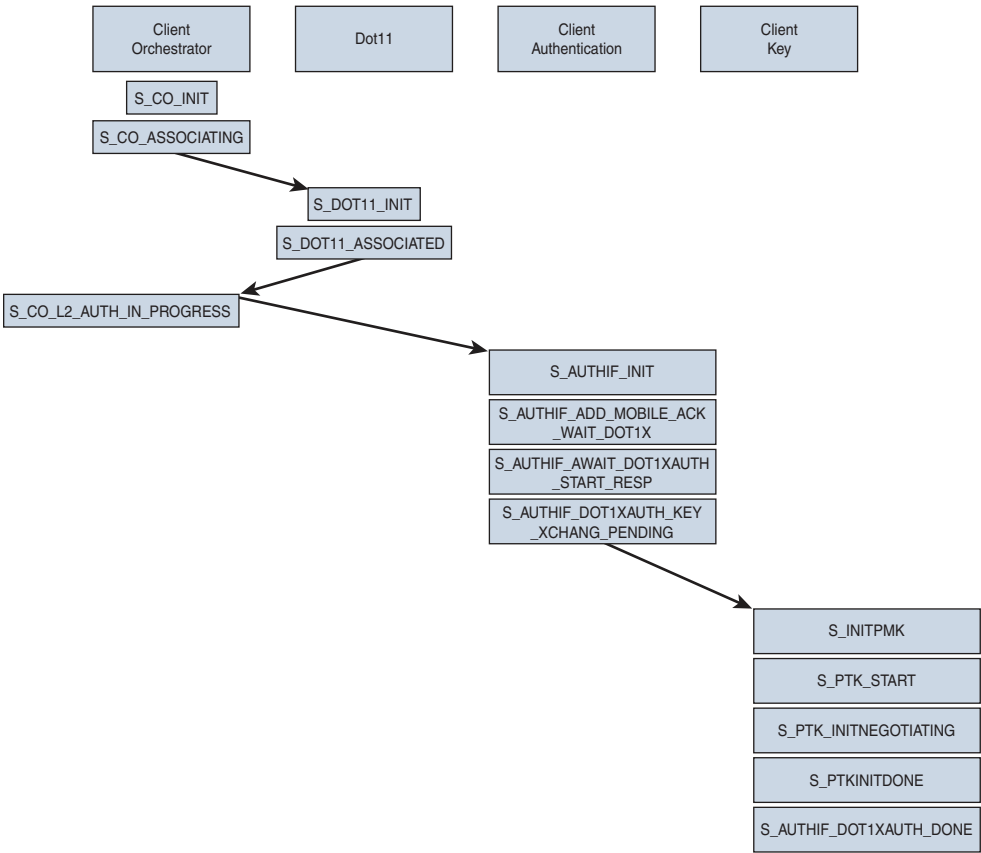 Client
Orchestrator
Dot11
Client
Authentication
Client
Key
S_CO_INIT
S_CO_ASSOCIATING
S_DOT11_INIT
S_DOT11_ASSOCIATED
S_CO_L2_AUTH_IN_PROGRESS
S_AUTHIF_INIT
S_AUTHIF_ADD_MOBILE_ACK
_WAIT_DOT1X
S_AUTHIF_AWAIT_DOT1XAUTH
_START_RESP
S_AUTHIF_DOT1XAUTH_KEY
_XCHANG_PENDING
S_INITPMK
S_PTK_START
S_PTK_INITNEGOTIATING
S_PTKINITDONE
S_AUTHIF_DOT1XAUTH_DONE